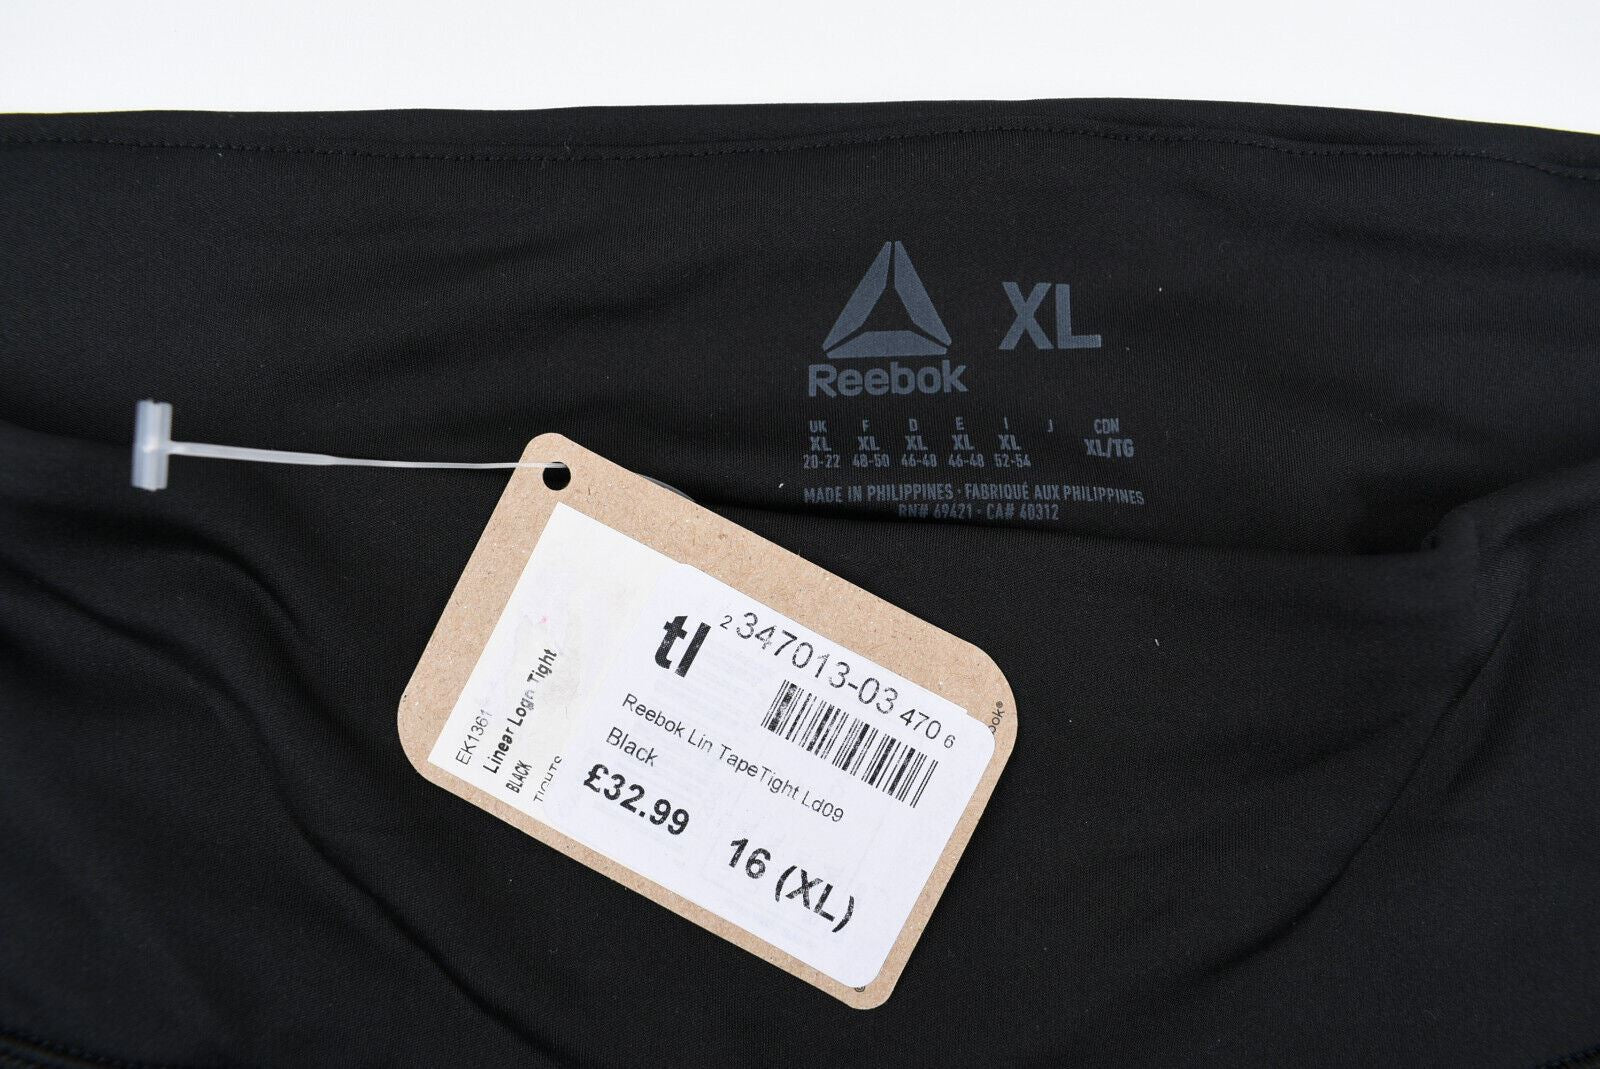 Reebok
XL
UK F D E I J CDN
XL XL XL XL XL XL/TG
20-22 48-50 46-48 46-48 52-54
MADE IN PHILIPPINES · FABRIQUÉ AUX PHILIPPINES
RN# 69421 · CA# 40312
EK1361
Linear Logo Tight
BLACK
TIGHTS
tl
2 347013-03 470 6
Reebok Lin TapeTight Ld09
Black
£32.99
16 (XL)